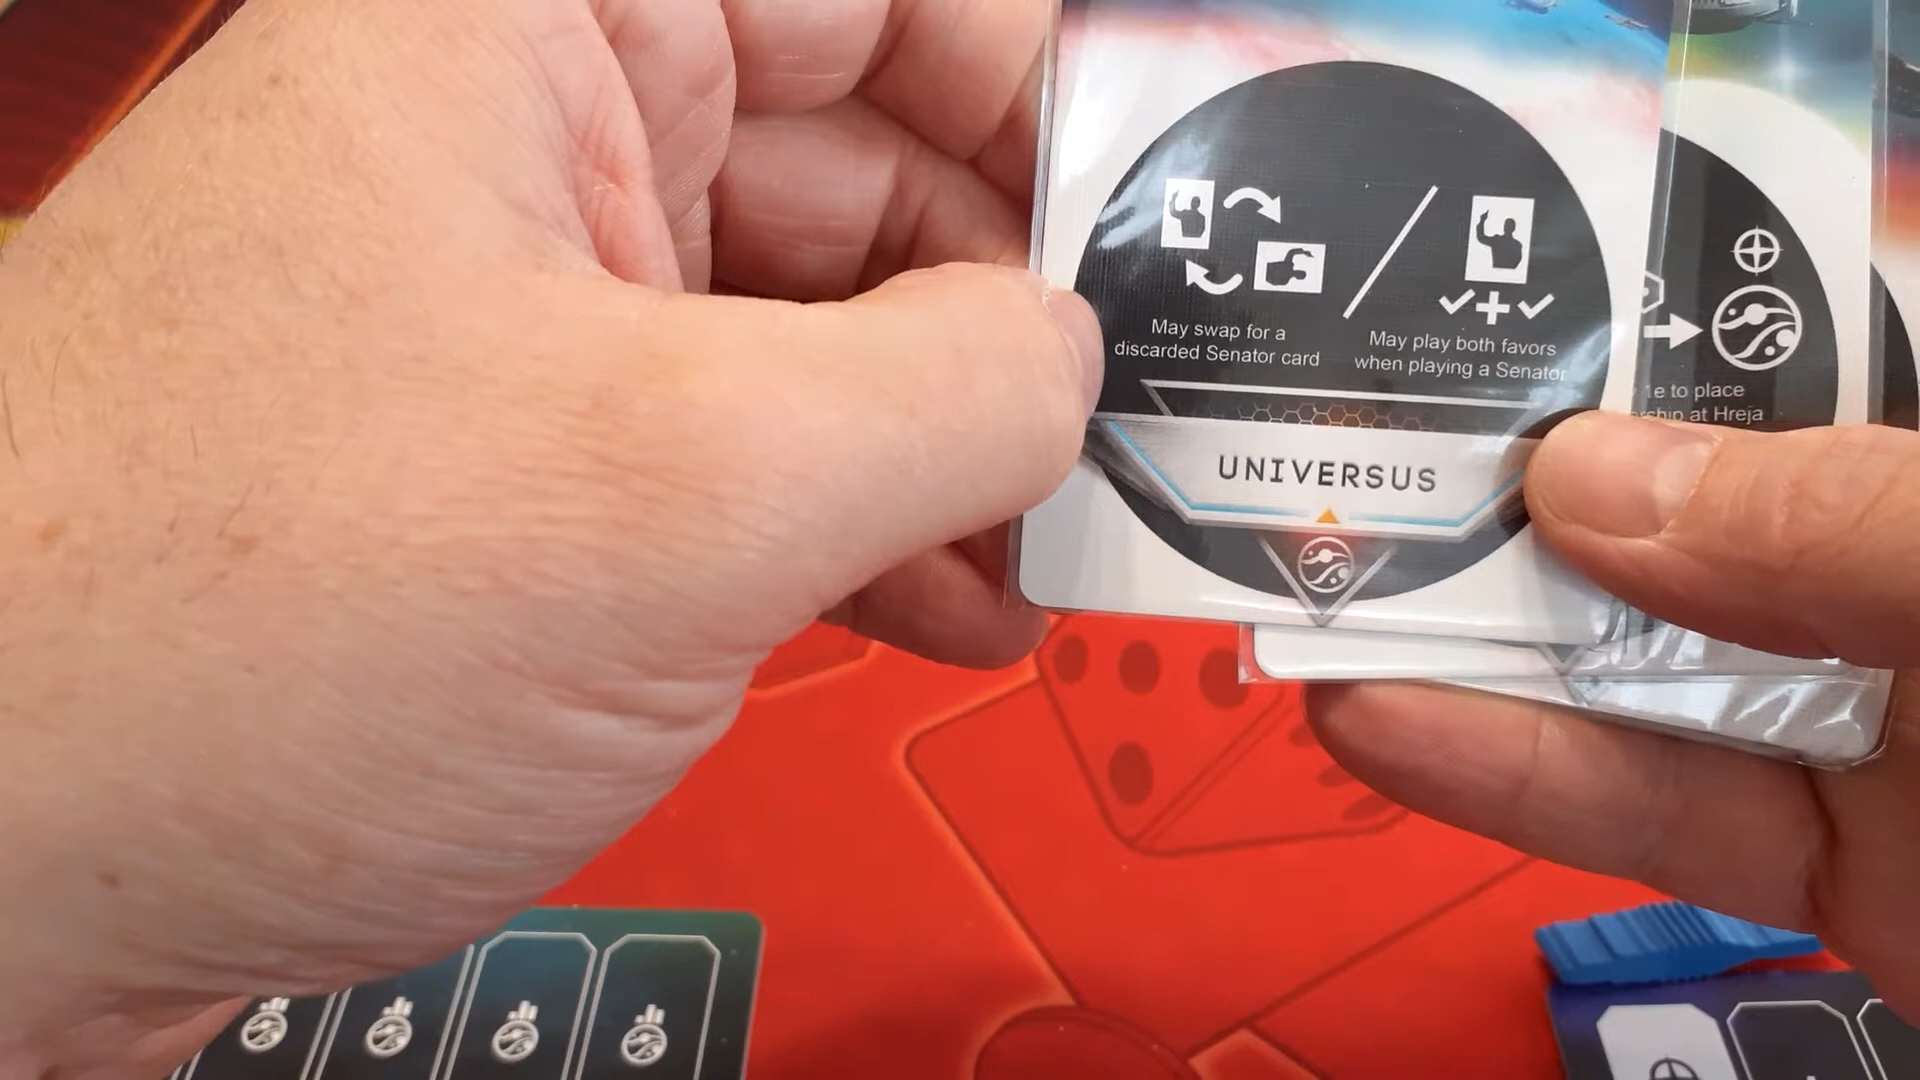 May swap for a
discarded Senator card
May play both favors
when playing a Senator
UNIVERSUS
to place
at Hreja